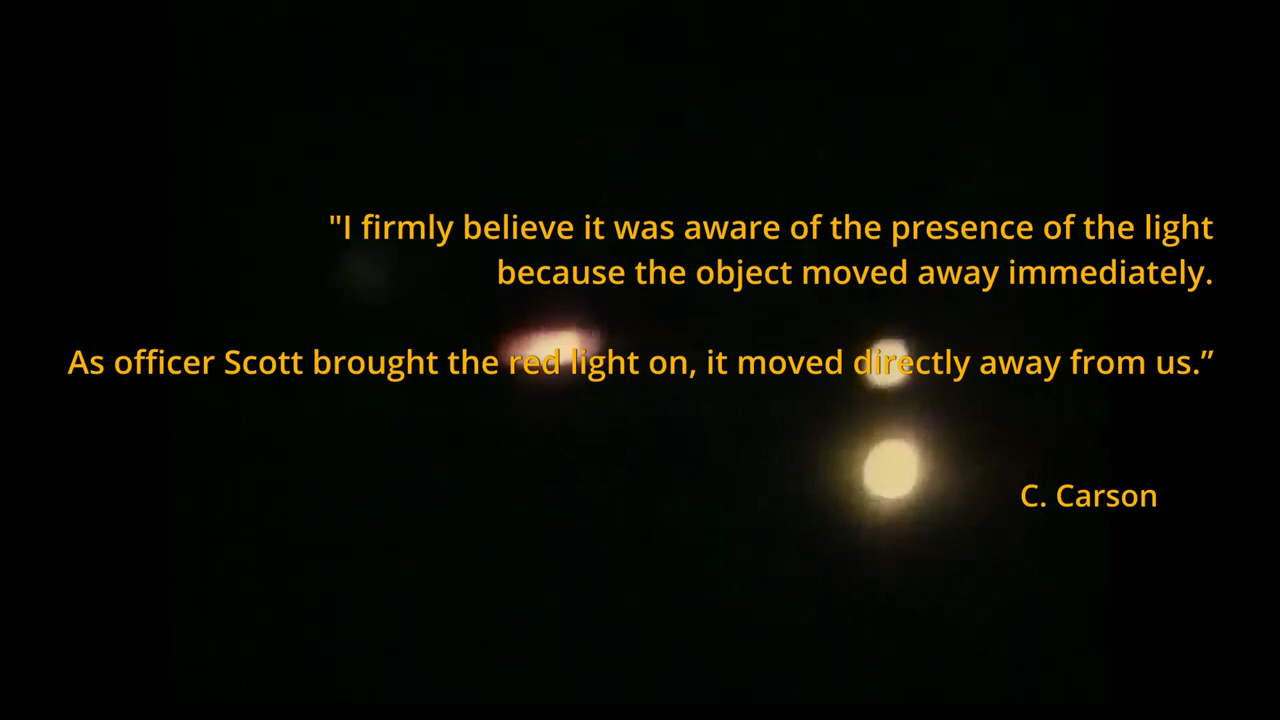 "I firmly believe it was aware of the presence of the light
because the object moved away immediately.
As officer Scott brought the red light on, it moved directly away from us.”
C. Carson